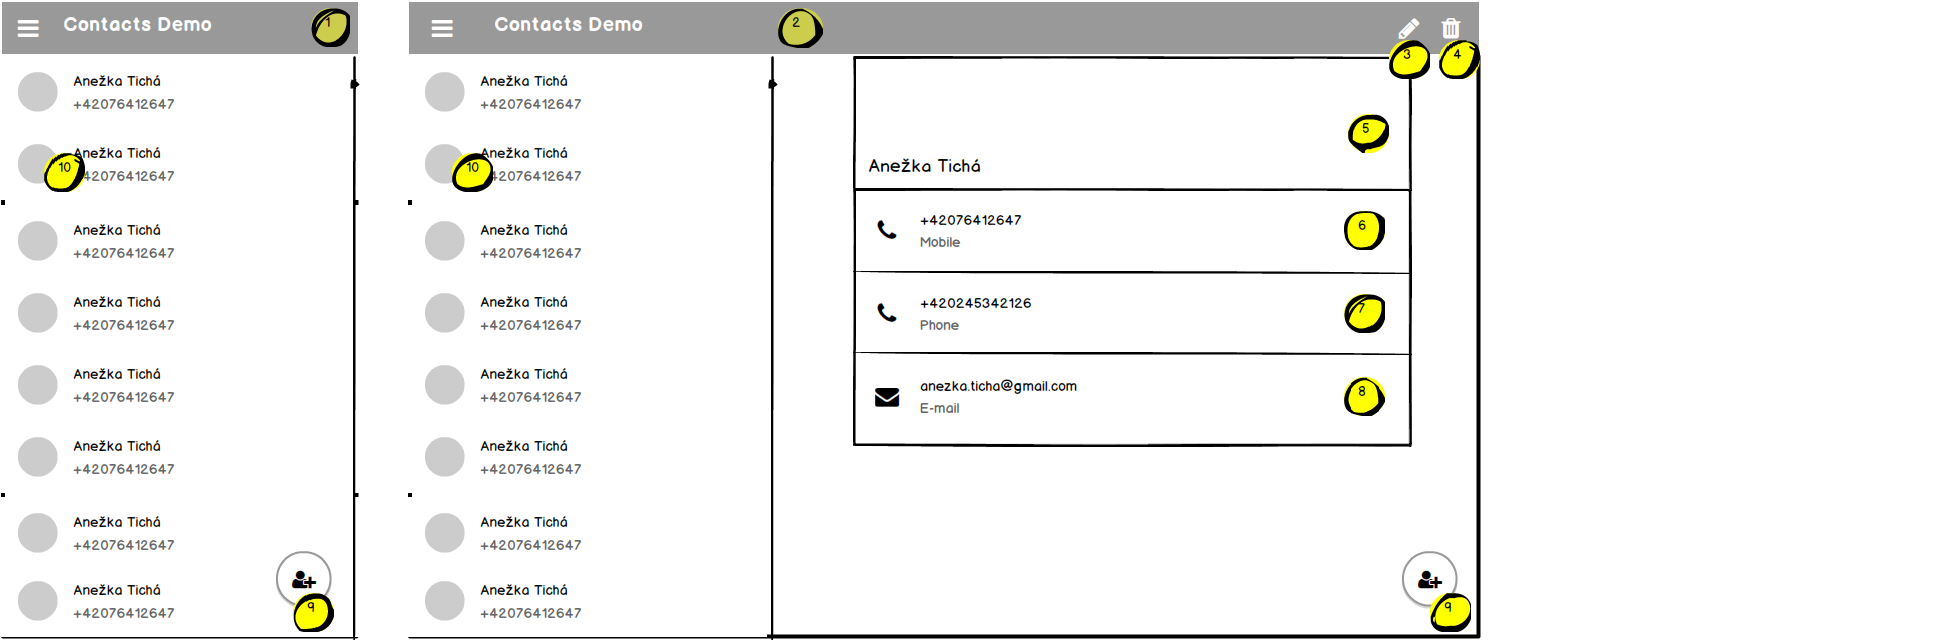 Contacts Demo
1
Anežka Tichá
+42076412647
Anežka Tichá
10
42076412647
Anežka Tichá
+42076412647
Anežka Tichá
+42076412647
Anežka Tichá
+42076412647
Anežka Tichá
+42076412647
Anežka Tichá
+42076412647
Anežka Tichá
+42076412647
9
Contacts Demo
2
3
4
Anežka Tichá
+42076412647
Anežka Tichá
10
42076412647
Anežka Tichá
+42076412647
Anežka Tichá
+42076412647
Anežka Tichá
+42076412647
Anežka Tichá
+42076412647
Anežka Tichá
+42076412647
Anežka Tichá
+42076412647
5
Anežka Tichá
+42076412647
Mobile
6
+420245342126
Phone
7
anezka.ticha@gmail.com
E-mail
8
9